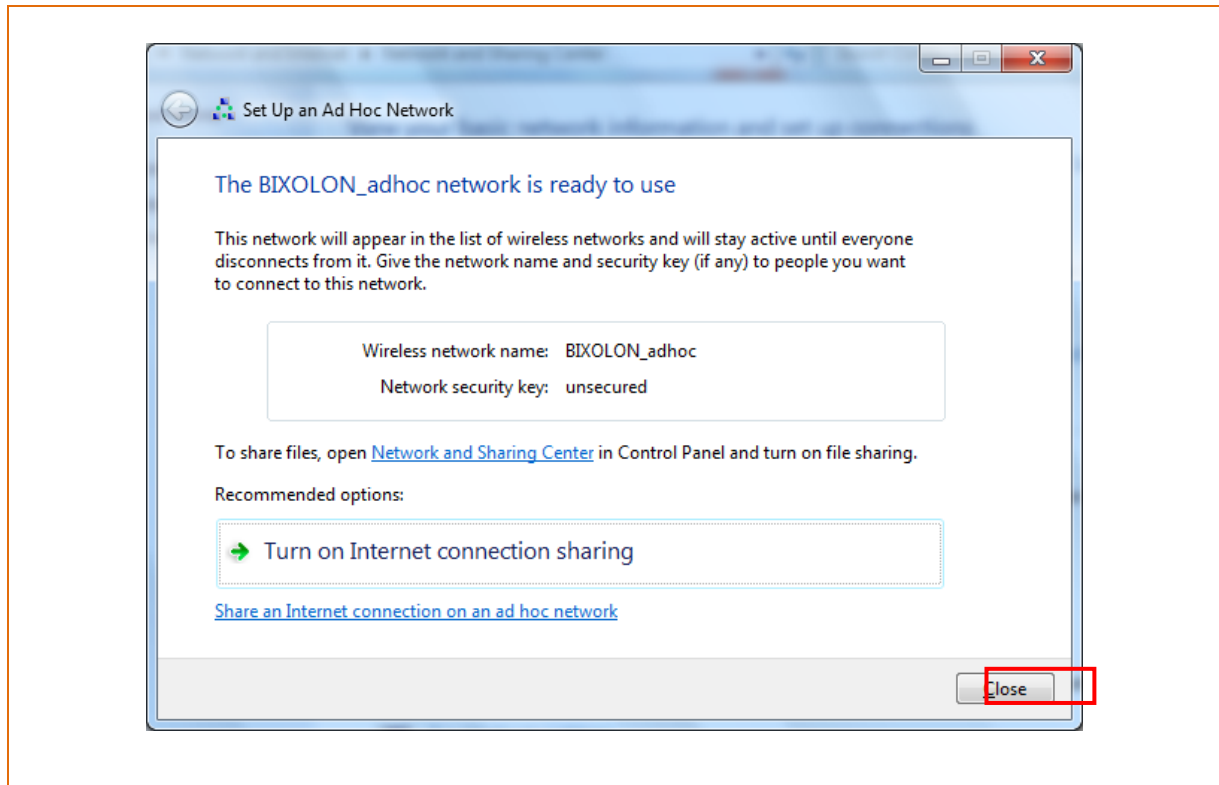 Set Up an Ad Hoc Network
The BIXOLON_adhoc network is ready to use
This network will appear in the list of wireless networks and will stay active until everyone
disconnects from it. Give the network name and security key (if any) to people you want
to connect to this network.
Wireless network name: BIXOLON_adhoc
Network security key: unsecured
To share files, open Network and Sharing Center in Control Panel and turn on file sharing.
Recommended options:
Turn on Internet connection sharing
Share an Internet connection on an ad hoc network
Close